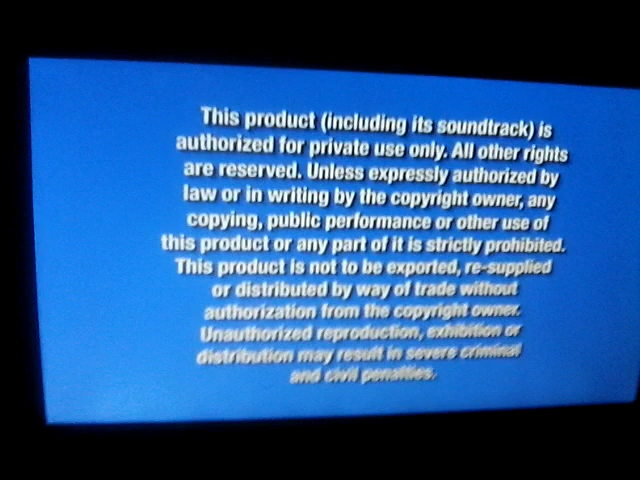 This product (including its soundtrack) is
authorized for private use only. All other rights
are reserved. Unless expressly authorized by
law or in writing by the copyright owner, any
copying, public performance or other use of
this product or any part of it is strictly prohibited.
This product is not to be exported, re-supplied
or distributed by way of trade without
authorization from the copyright owner.
Unauthorized reproduction, exhibition or
distribution may result in severe criminal
and civil penalties.